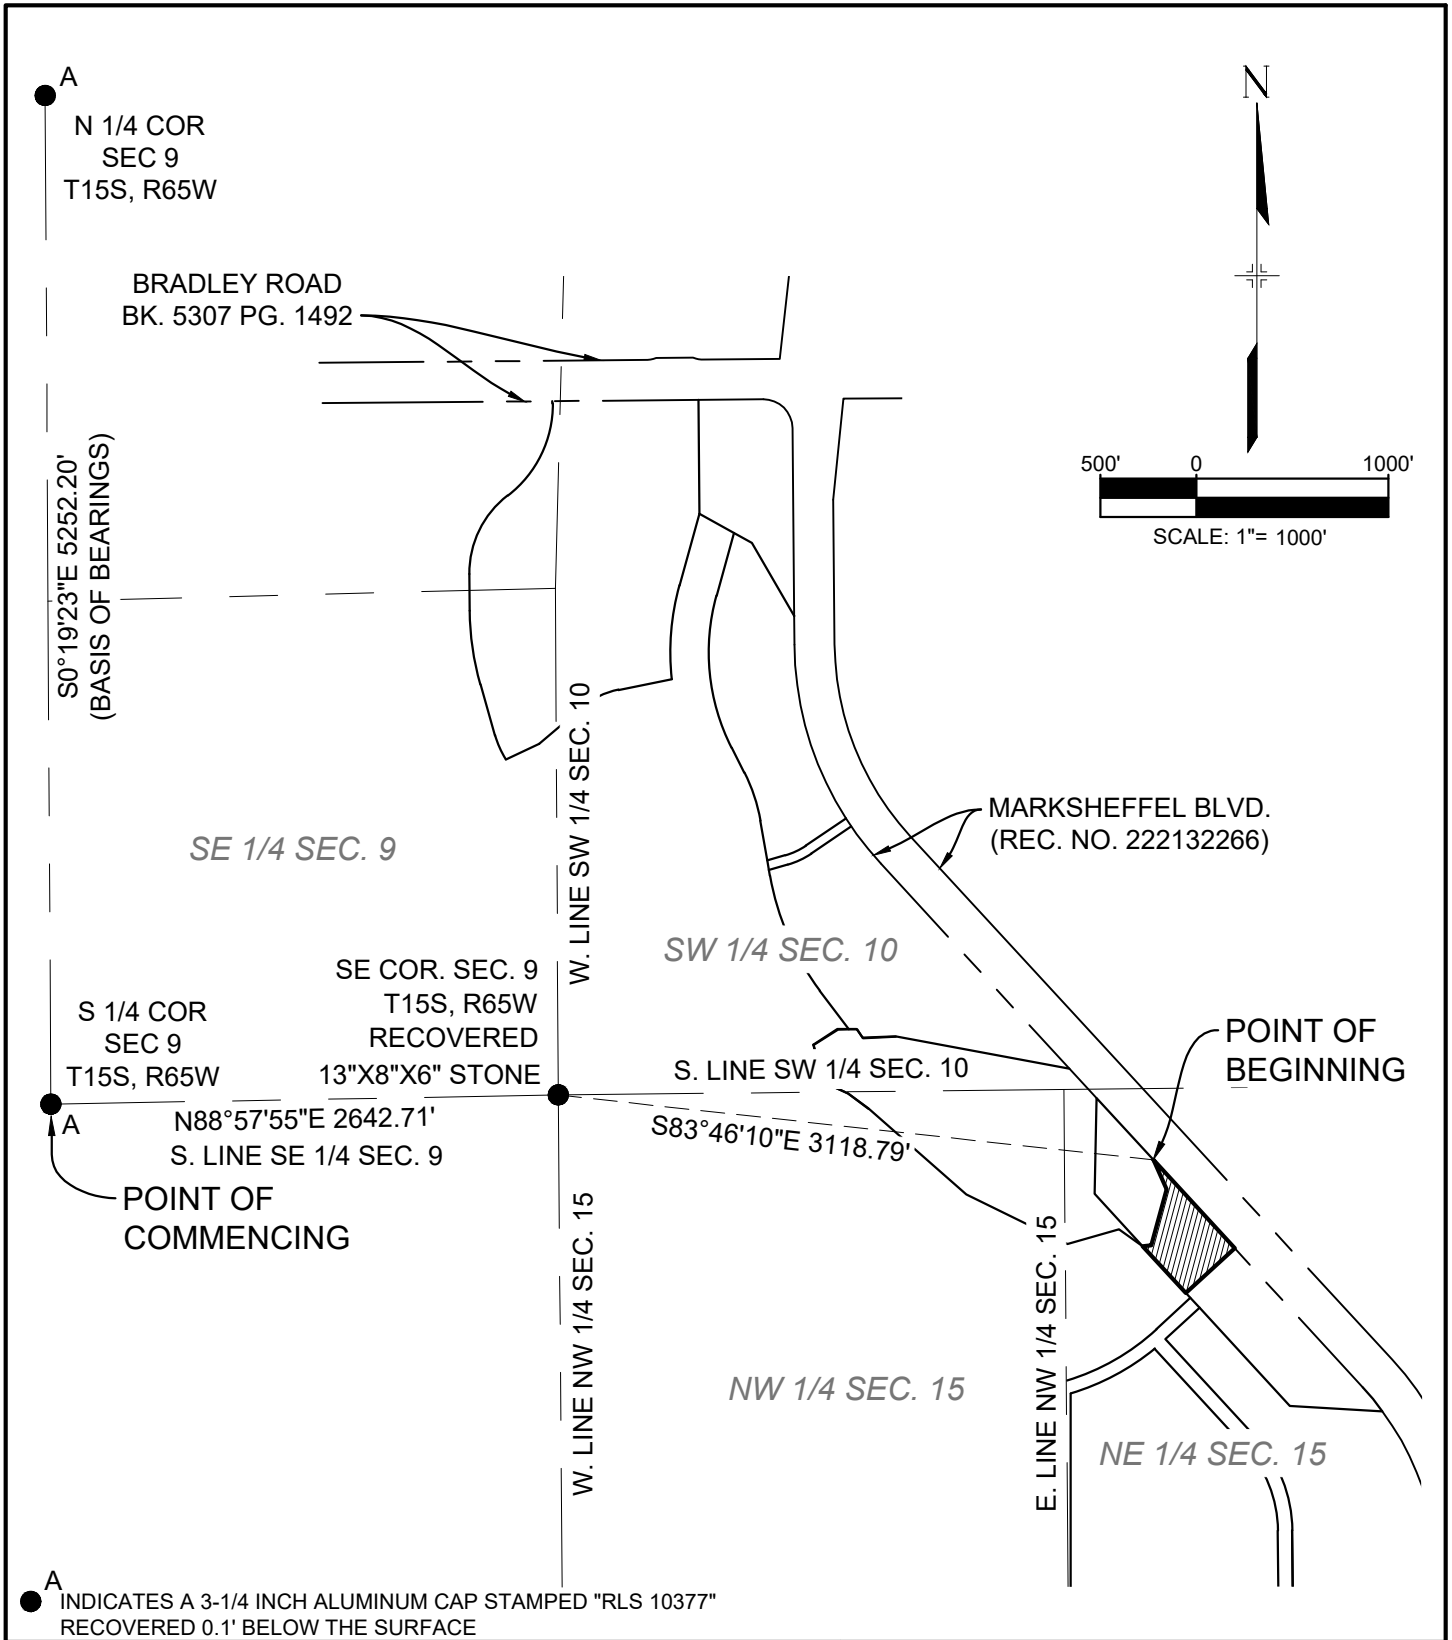 A
N 1/4 COR
SEC 9
T15S, R65W
N
BRADLEY ROAD
BK. 5307 PG. 1492
500' 0 1000'
SCALE: 1"= 1000'
S0°19'23"E 5252.20'
(BASIS OF BEARINGS)
W. LINE SW 1/4 SEC. 10
MARKSHEFFEL BLVD.
(REC. NO. 222132266)
SE 1/4 SEC. 9
SW 1/4 SEC. 10
SE COR. SEC. 9
T15S, R65W
RECOVERED
13"X8"X6" STONE
S 1/4 COR
SEC 9
T15S, R65W
A
POINT OF
BEGINNING
S. LINE SW 1/4 SEC. 10
N88°57'55"E 2642.71'
S. LINE SE 1/4 SEC. 9
S83°46'10"E 3118.79'
POINT OF
COMMENCING
W. LINE NW 1/4 SEC. 15
E. LINE NW 1/4 SEC. 15
NW 1/4 SEC. 15
NE 1/4 SEC. 15
A
INDICATES A 3-1/4 INCH ALUMINUM CAP STAMPED "RLS 10377"
RECOVERED 0.1' BELOW THE SURFACE